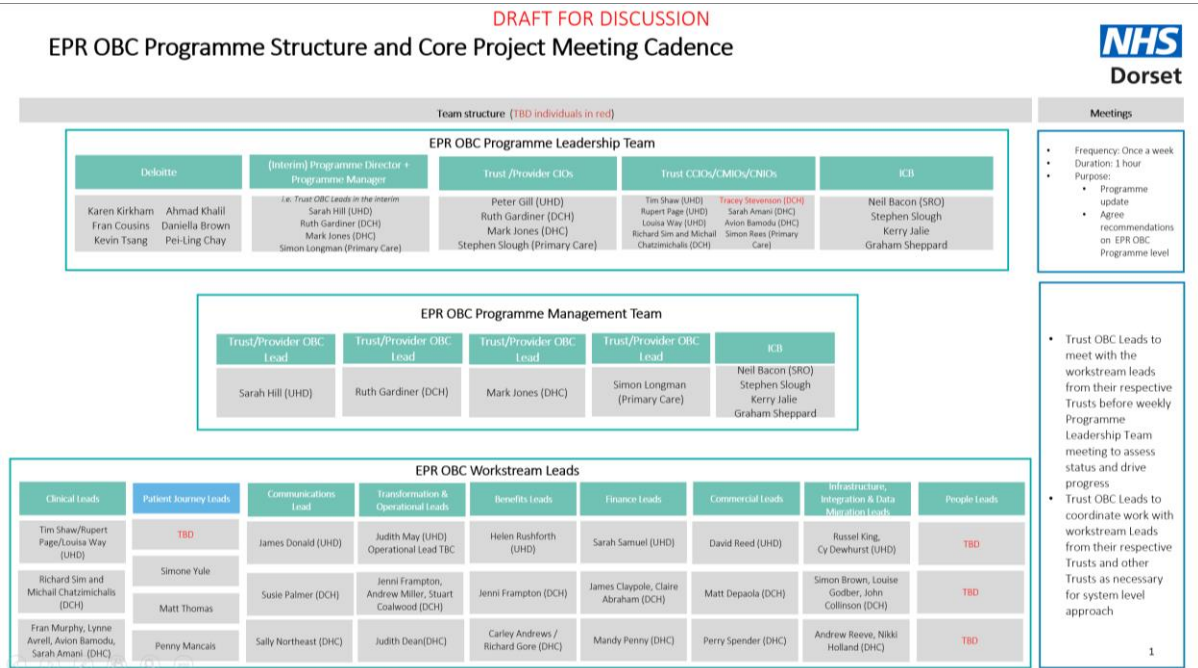 DRAFT FOR DISCUSSION
EPR OBC Programme Structure and Core Project Meeting Cadence
NHS
Dorset
Team structure (TBD individuals in red)
Meetings
EPR OBC Programme Leadership Team
Deloitte
Karen Kirkham Ahmad Khalil
Fran Cousins Daniella Brown
Kevin Tsang Pei-Ling Chay
(Interim) Programme Director +
Programme Manager
i.e. Trust OBC Leads in the interim
Sarah Hill (UHD)
Ruth Gardiner (DCH)
Mark Jones (DHC)
Simon Longman (Primary Care)
Trust /Provider CIOs
Peter Gill (UHD)
Ruth Gardiner (DCH)
Mark Jones (DHC)
Stephen Slough (Primary Care)
Trust CCIOs/CMIOs/CNIOs
Tim Shaw (UHD)
Rupert Page (UHD)
Louisa Way (UHD)
Richard Sim and Michail
Chatzimichalis (DCH)
Tracey Stevenson (DCH)
Sarah Amani (DHC)
Avion Bamodu (DHC)
Simon Rees (Primary
Care)
ICB
Neil Bacon (SRO)
Stephen Slough
Kerry Jalie
Graham Sheppard
• Frequency: Once a week
• Duration: 1 hour
• Purpose:
• Programme
update
• Agree
recommendations
on EPR OBC
Programme level
EPR OBC Programme Management Team
Trust/Provider OBC
Lead
Sarah Hill (UHD)
Trust/Provider OBC
Lead
Ruth Gardiner (DCH)
Trust/Provider OBC
Lead
Mark Jones (DHC)
Trust/Provider OBC
Lead
Simon Longman
(Primary Care)
ICB
Neil Bacon (SRO)
Stephen Slough
Kerry Jalie
Graham Sheppard
• Trust OBC Leads to
meet with the
workstream leads
from their respective
Trusts before weekly
Programme
Leadership Team
meeting to assess
status and drive
progress
• Trust OBC Leads to
coordinate work with
workstream Leads
from their respective
Trusts and other
Trusts as necessary
for system level
approach
EPR OBC Workstream Leads
Clinical Leads
Tim Shaw/Rupert
Page/Louisa Way
(UHD)
Richard Sim and
Michail Chatzimichalis
(DCH)
Fran Murphy, Lynne
Avrell, Avion Bamodu,
Sarah Amani (DHC)
Patient Journey Leads
TBD
Simone Yule
Matt Thomas
Penny Mancais
Communications
Lead
James Donald (UHD)
Susie Palmer (DCH)
Sally Northeast (DHC)
Transformation &
Operational Leads
Judith May (UHD)
Operational Lead TBC
Jenni Frampton,
Andrew Miller, Stuart
Coalwood (DCH)
Judith Dean(DHC)
Benefits Leads
Helen Rushforth
(UHD)
Jenni Frampton (DCH)
Carley Andrews /
Richard Gore (DHC)
Finance Leads
Sarah Samuel (UHD)
James Claypole, Claire
Abraham (DCH)
Mandy Penny (DHC)
Commercial Leads
David Reed (UHD)
Matt Depaola (DCH)
Perry Spender (DHC)
Infrastructure,
Integration & Data
Migration Leads
Russel King,
Cy Dewhurst (UHD)
Simon Brown, Louise
Godber, John
Collinson (DCH)
Andrew Reeve, Nikki
Holland (DHC)
People Leads
TBD
TBD
TBD
1